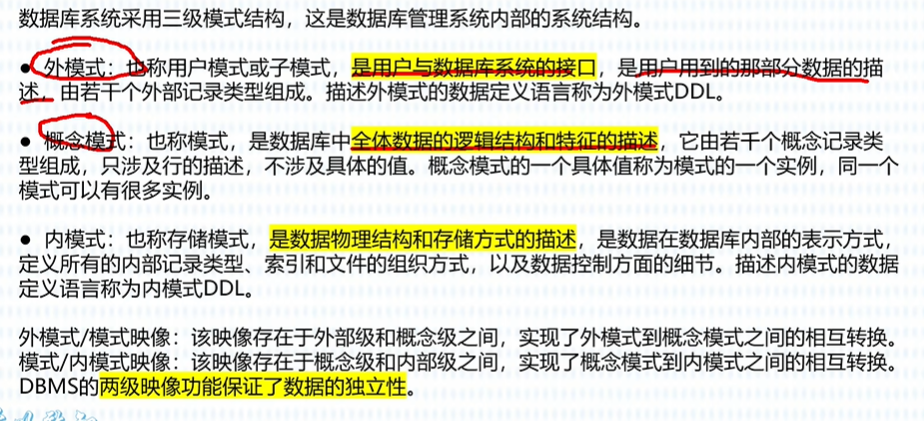 数据库系统采用三级模式结构，这是数据库管理系统内部的系统结构。
● 外模式：也称用户模式或子模式，是用户与数据库系统的接口，是用户用到的那部分数据的描
述。由若干个外部记录类型组成。描述外模式的数据定义语言称为外模式DDL。
● 概念模式：也称模式，是数据库中全体数据的逻辑结构和特征的描述，它由若干个概念记录类
型组成，只涉及行的描述，不涉及具体的值。概念模式的一个具体值称为模式的一个实例，同一个
模式可以有很多实例。
● 内模式：也称存储模式，是数据物理结构和存储方式的描述，是数据在数据库内部的表示方式，
定义所有的内部记录类型、索引和文件的组织方式，以及数据控制方面的细节。描述内模式的数据
定义语言称为内模式DDL。
外模式/模式映像：该映像存在于外部级和概念级之间，实现了外模式到概念模式之间的相互转换。
模式/内模式映像：该映像存在于概念级和内部级之间，实现了概念模式到内模式之间的相互转换。
DBMS的两级映像功能保证了数据的独立性。